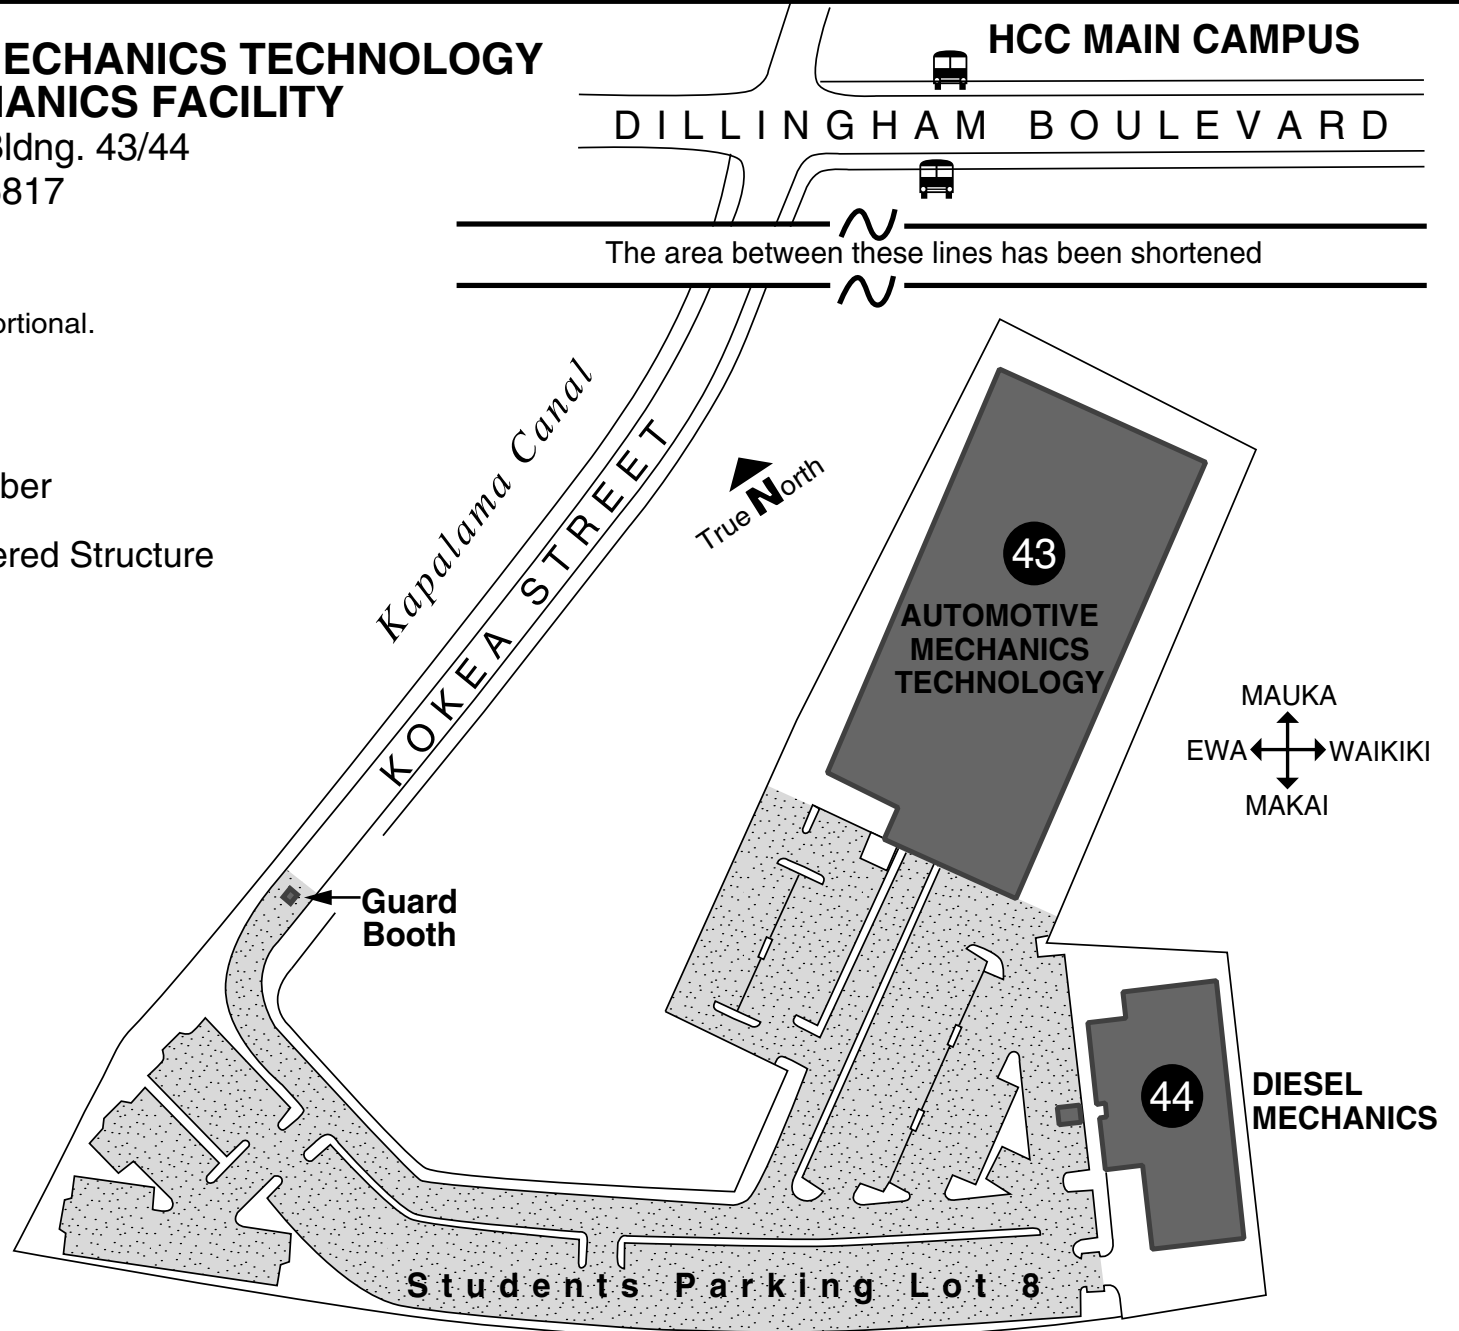 ECHANICS TECHNOLOGY
HANICS FACILITY
Bldng. 43/44
817
ortional.
ber
ered Structure
HCC MAIN CAMPUS
DILLINGHAM BOULEVARD
The area between these lines has been shortened
Kapalama Canal
KOKEA STREET
True North
43
AUTOMOTIVE
MECHANICS
TECHNOLOGY
MAUKA
EWA WAIKIKI
MAKAI
Guard
Booth
44
DIESEL
MECHANICS
Students Parking Lot 8